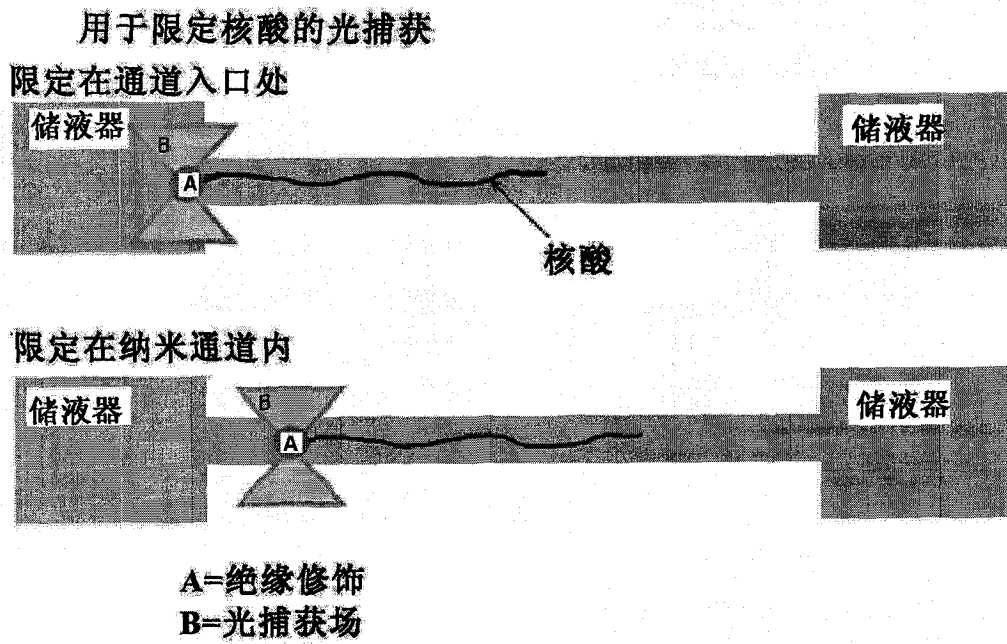 用于限定核酸的光捕获
限定在通道入口处
储液器
储液器
B
A
核酸
限定在纳米通道内
储液器
储液器
B
A
A=绝缘修饰
B=光捕获场